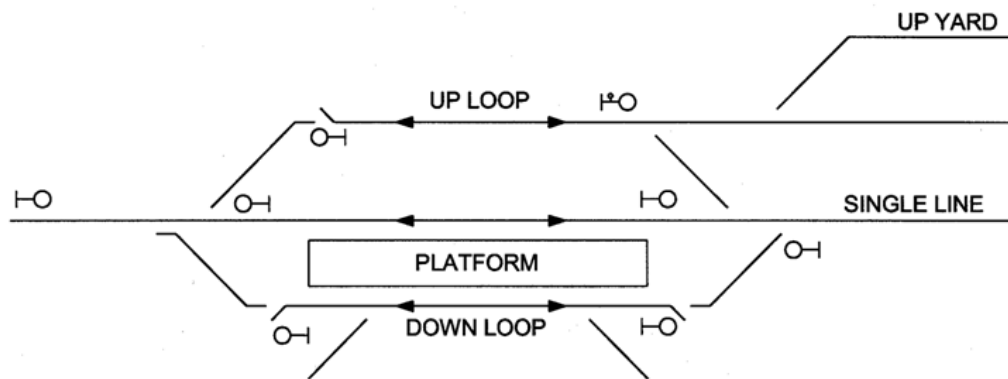 UP YARD
UP LOOP
SINGLE LINE
PLATFORM
DOWN LOOP